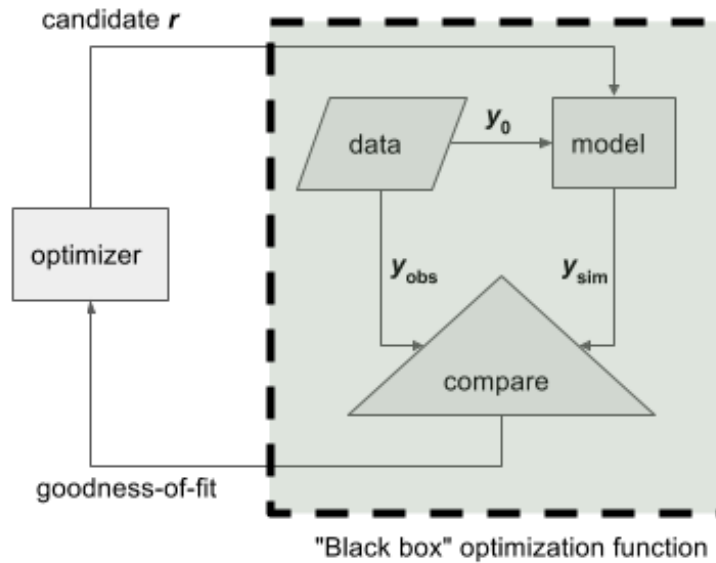 candidate r
data
y0
model
optimizer
yobs
ysim
compare
goodness-of-fit
"Black box" optimization function